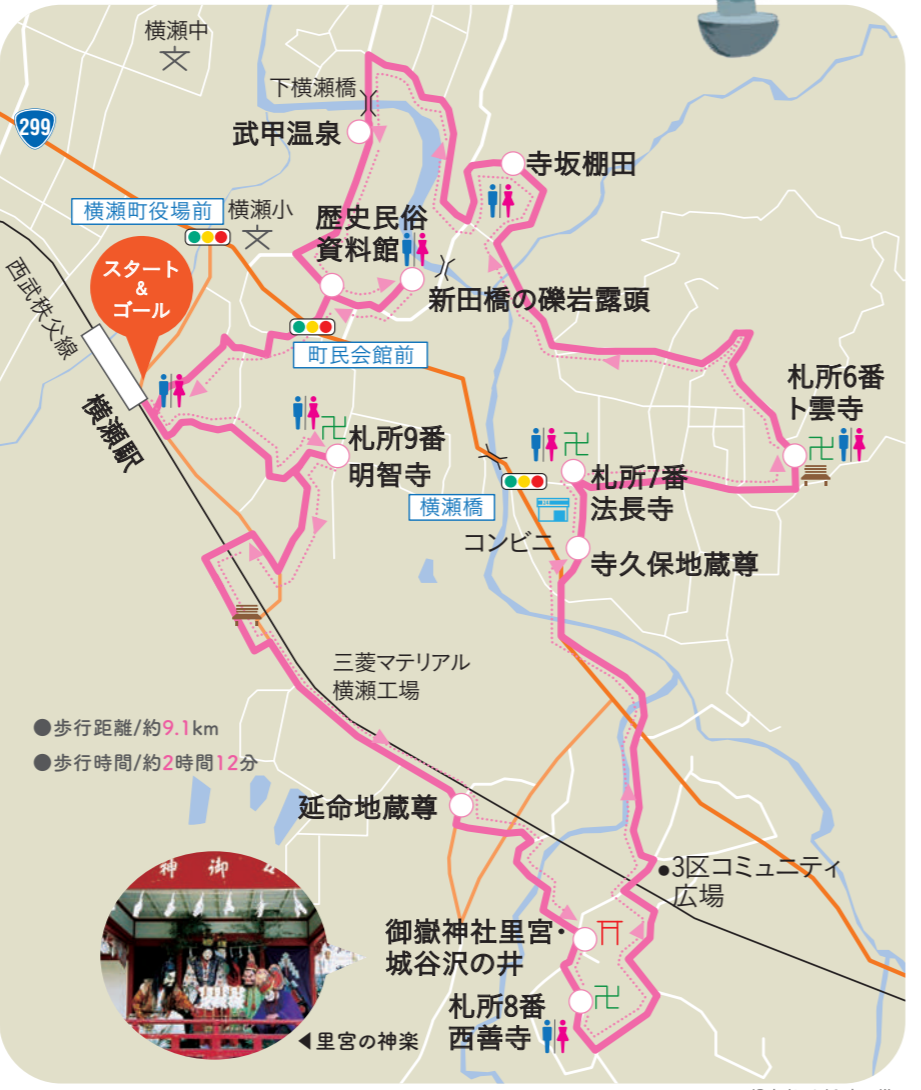 横瀬中
下横瀬橋
299
武甲温泉
寺坂棚田
横瀬町役場前
横瀬小
歴史民俗
資料館
スタート
&
ゴール
新田橋の礫岩露頭
西武秩父線
町民会館前
横瀬駅
札所6番
卜雲寺
札所9番
明智寺
札所7番
法長寺
横瀬橋
コンビニ
寺久保地蔵尊
三菱マテリアル
横瀬工場
●歩行距離/約9.1km
●歩行時間/約2時間12分
延命地蔵尊
●3区コミュニティ
広場
神 御
御嶽神社里宮・
城谷沢の井
札所8番
西善寺
◀里宮の神楽